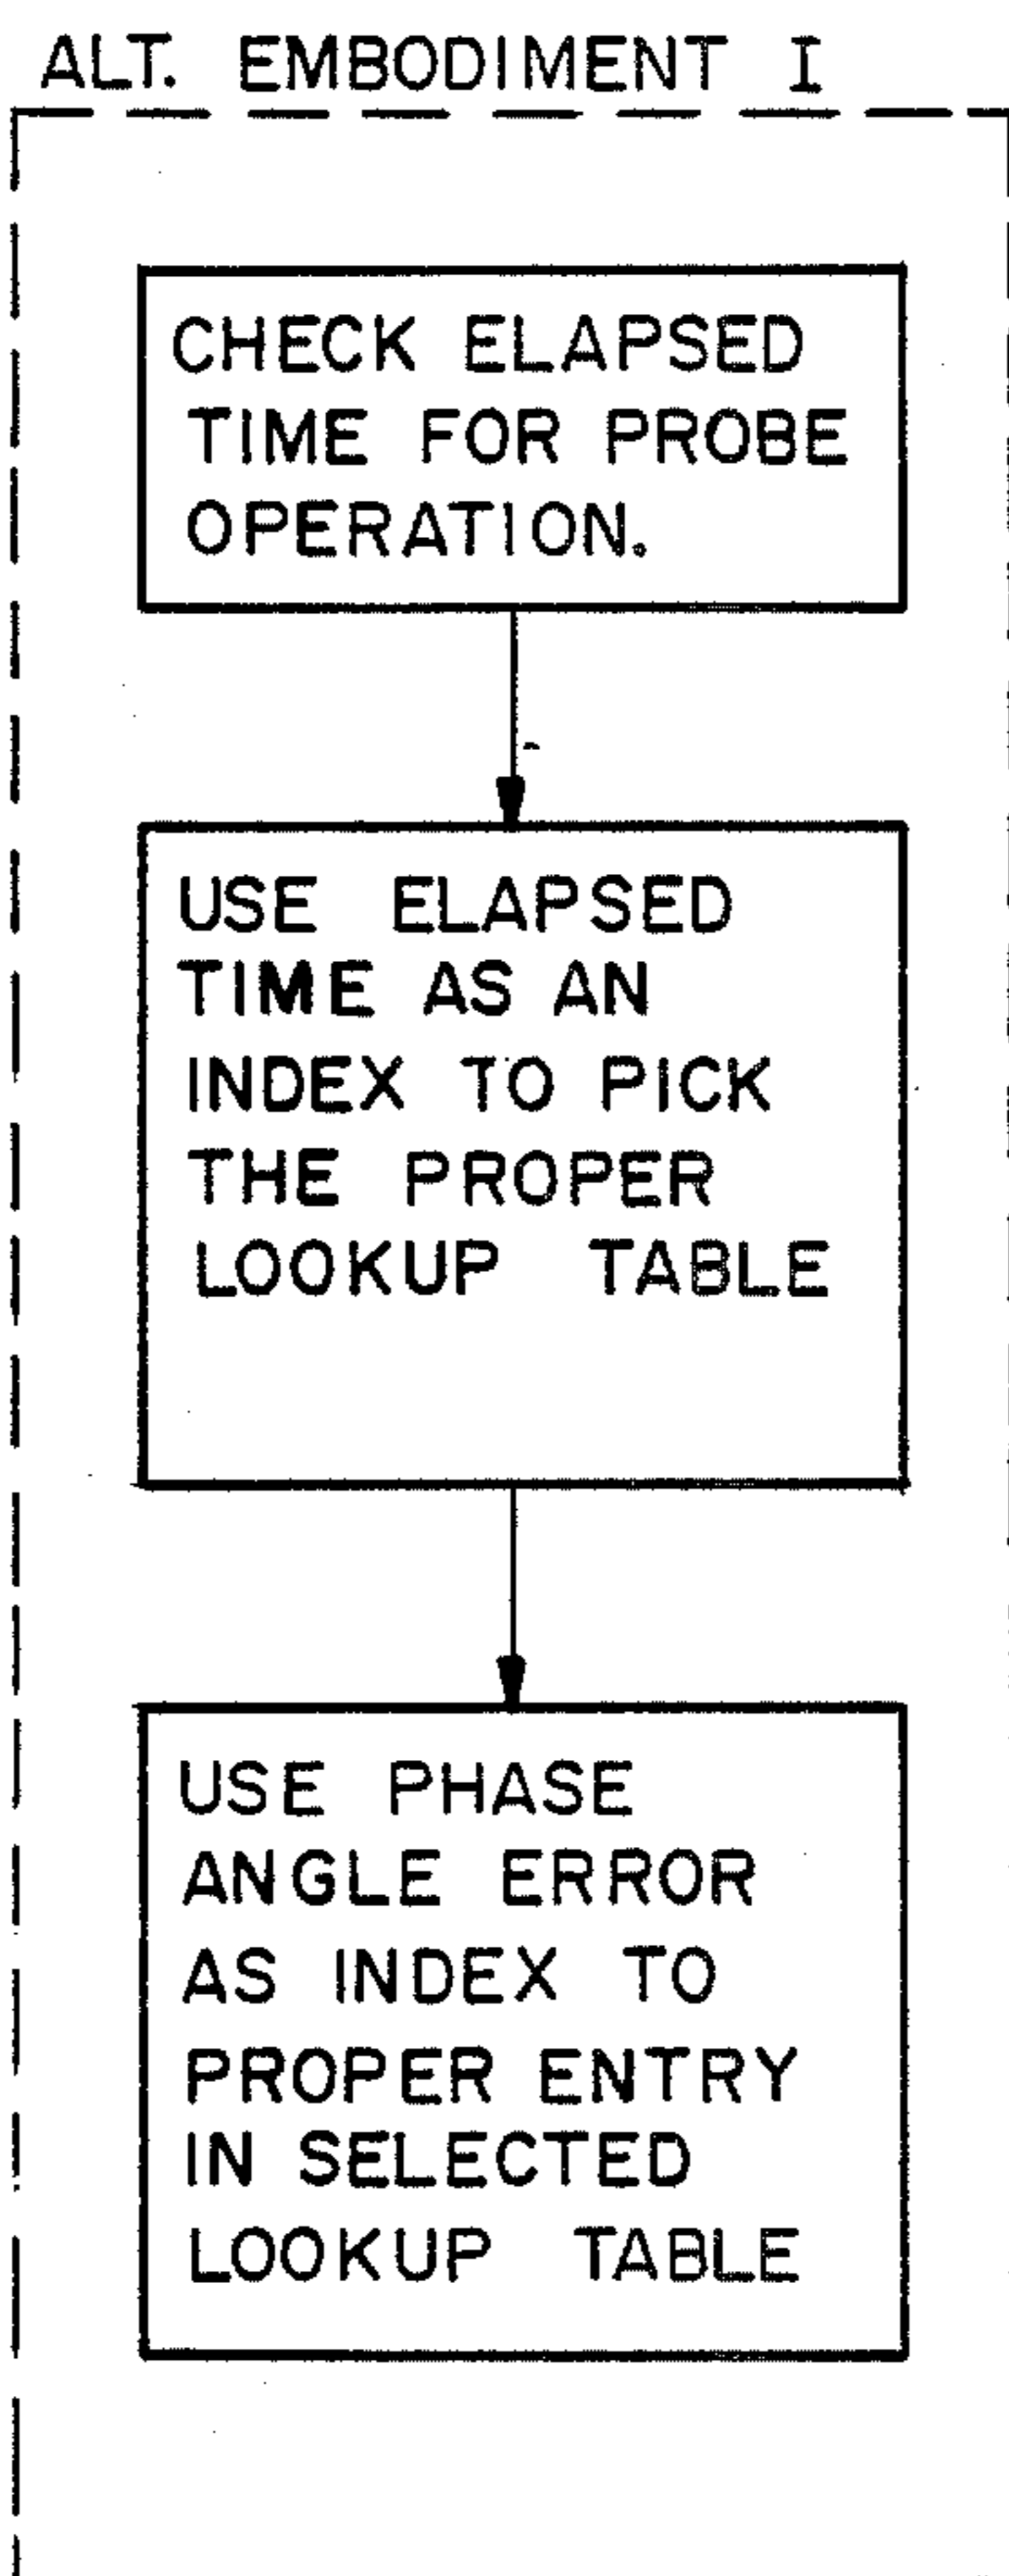 ALT. EMBODIMENT I
CHECK ELAPSED
TIME FOR PROBE
OPERATION.
USE ELAPSED
TIME AS AN
INDEX TO PICK
THE PROPER
LOOKUP TABLE
USE PHASE
ANGLE ERROR
AS INDEX TO
PROPER ENTRY
IN SELECTED
LOOKUP TABLE